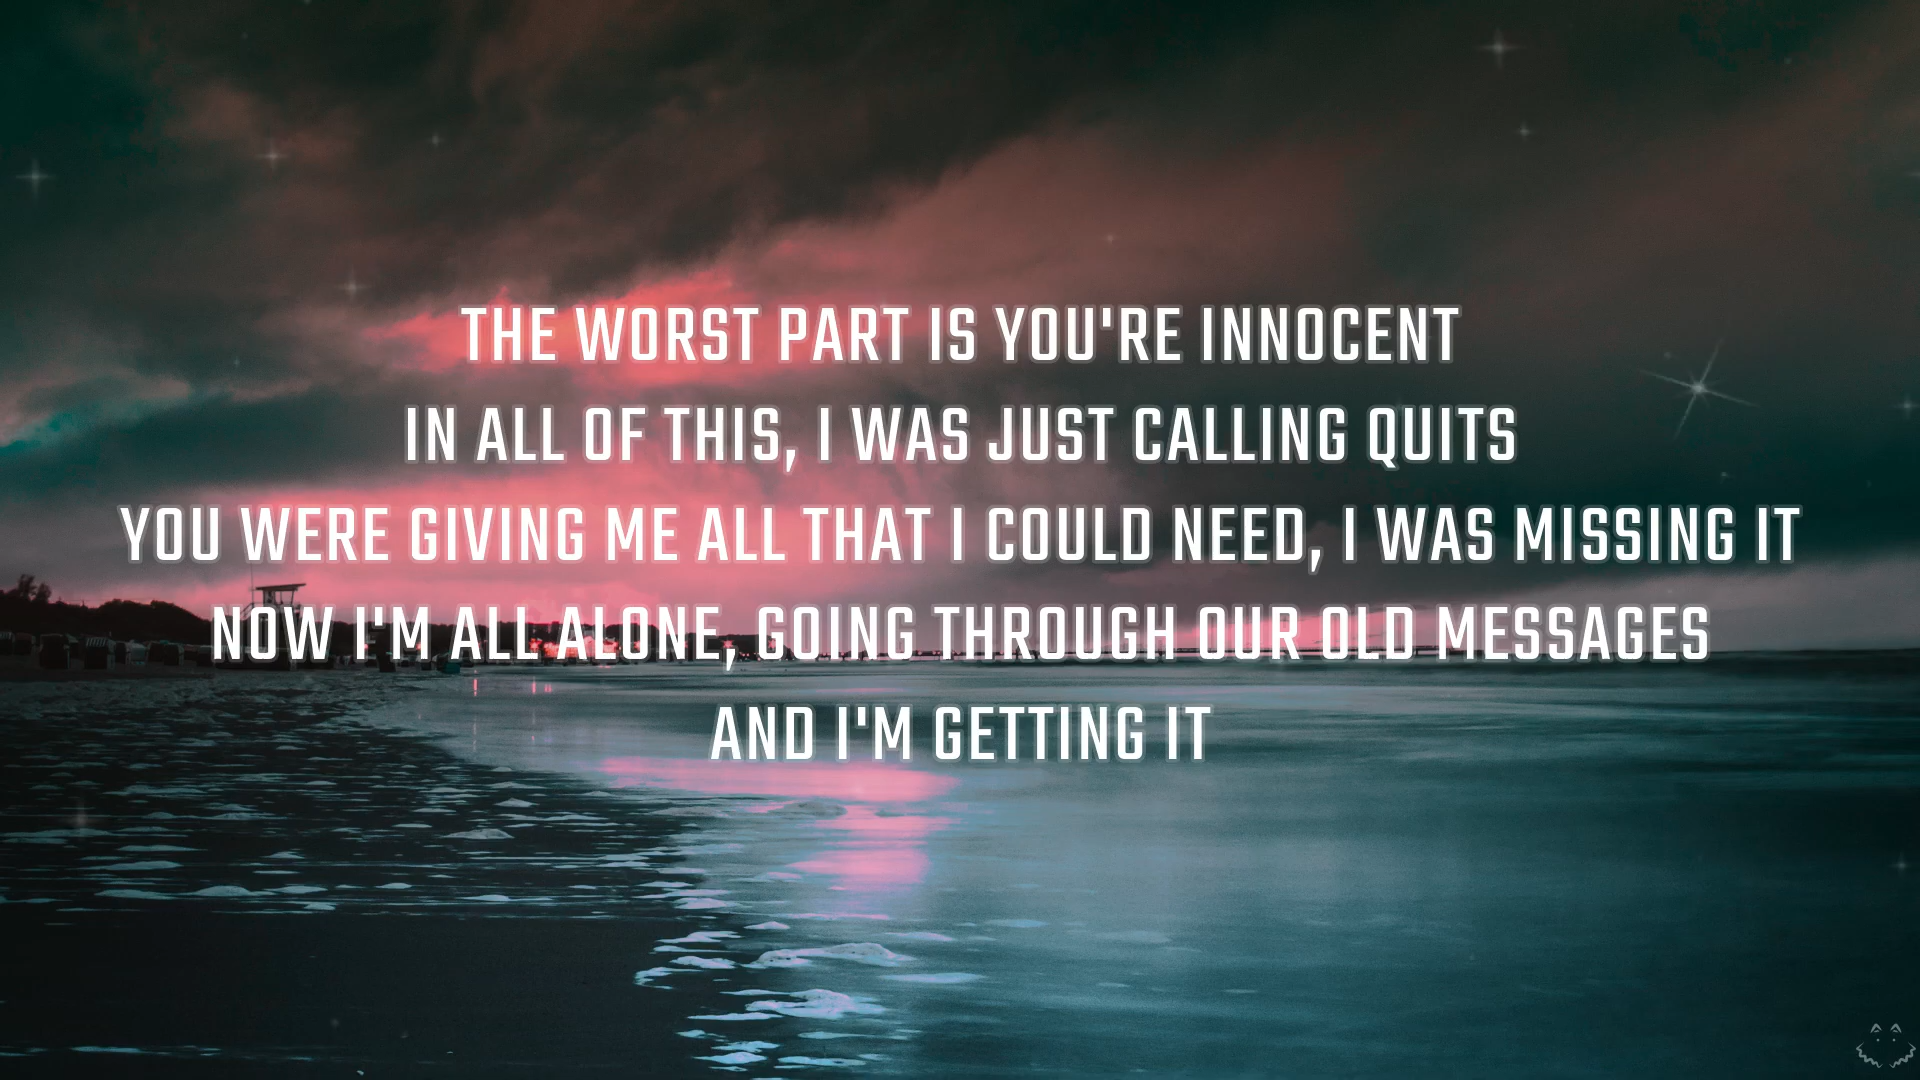 THE WORST PART IS YOU'RE INNOCENT
IN ALL OF THIS, I WAS JUST CALLING QUITS
YOU WERE GIVING ME ALL THAT I COULD NEED, I WAS MISSING IT
NOW I'M ALL ALONE, GOING THROUGH OUR OLD MESSAGES
AND I'M GETTING IT